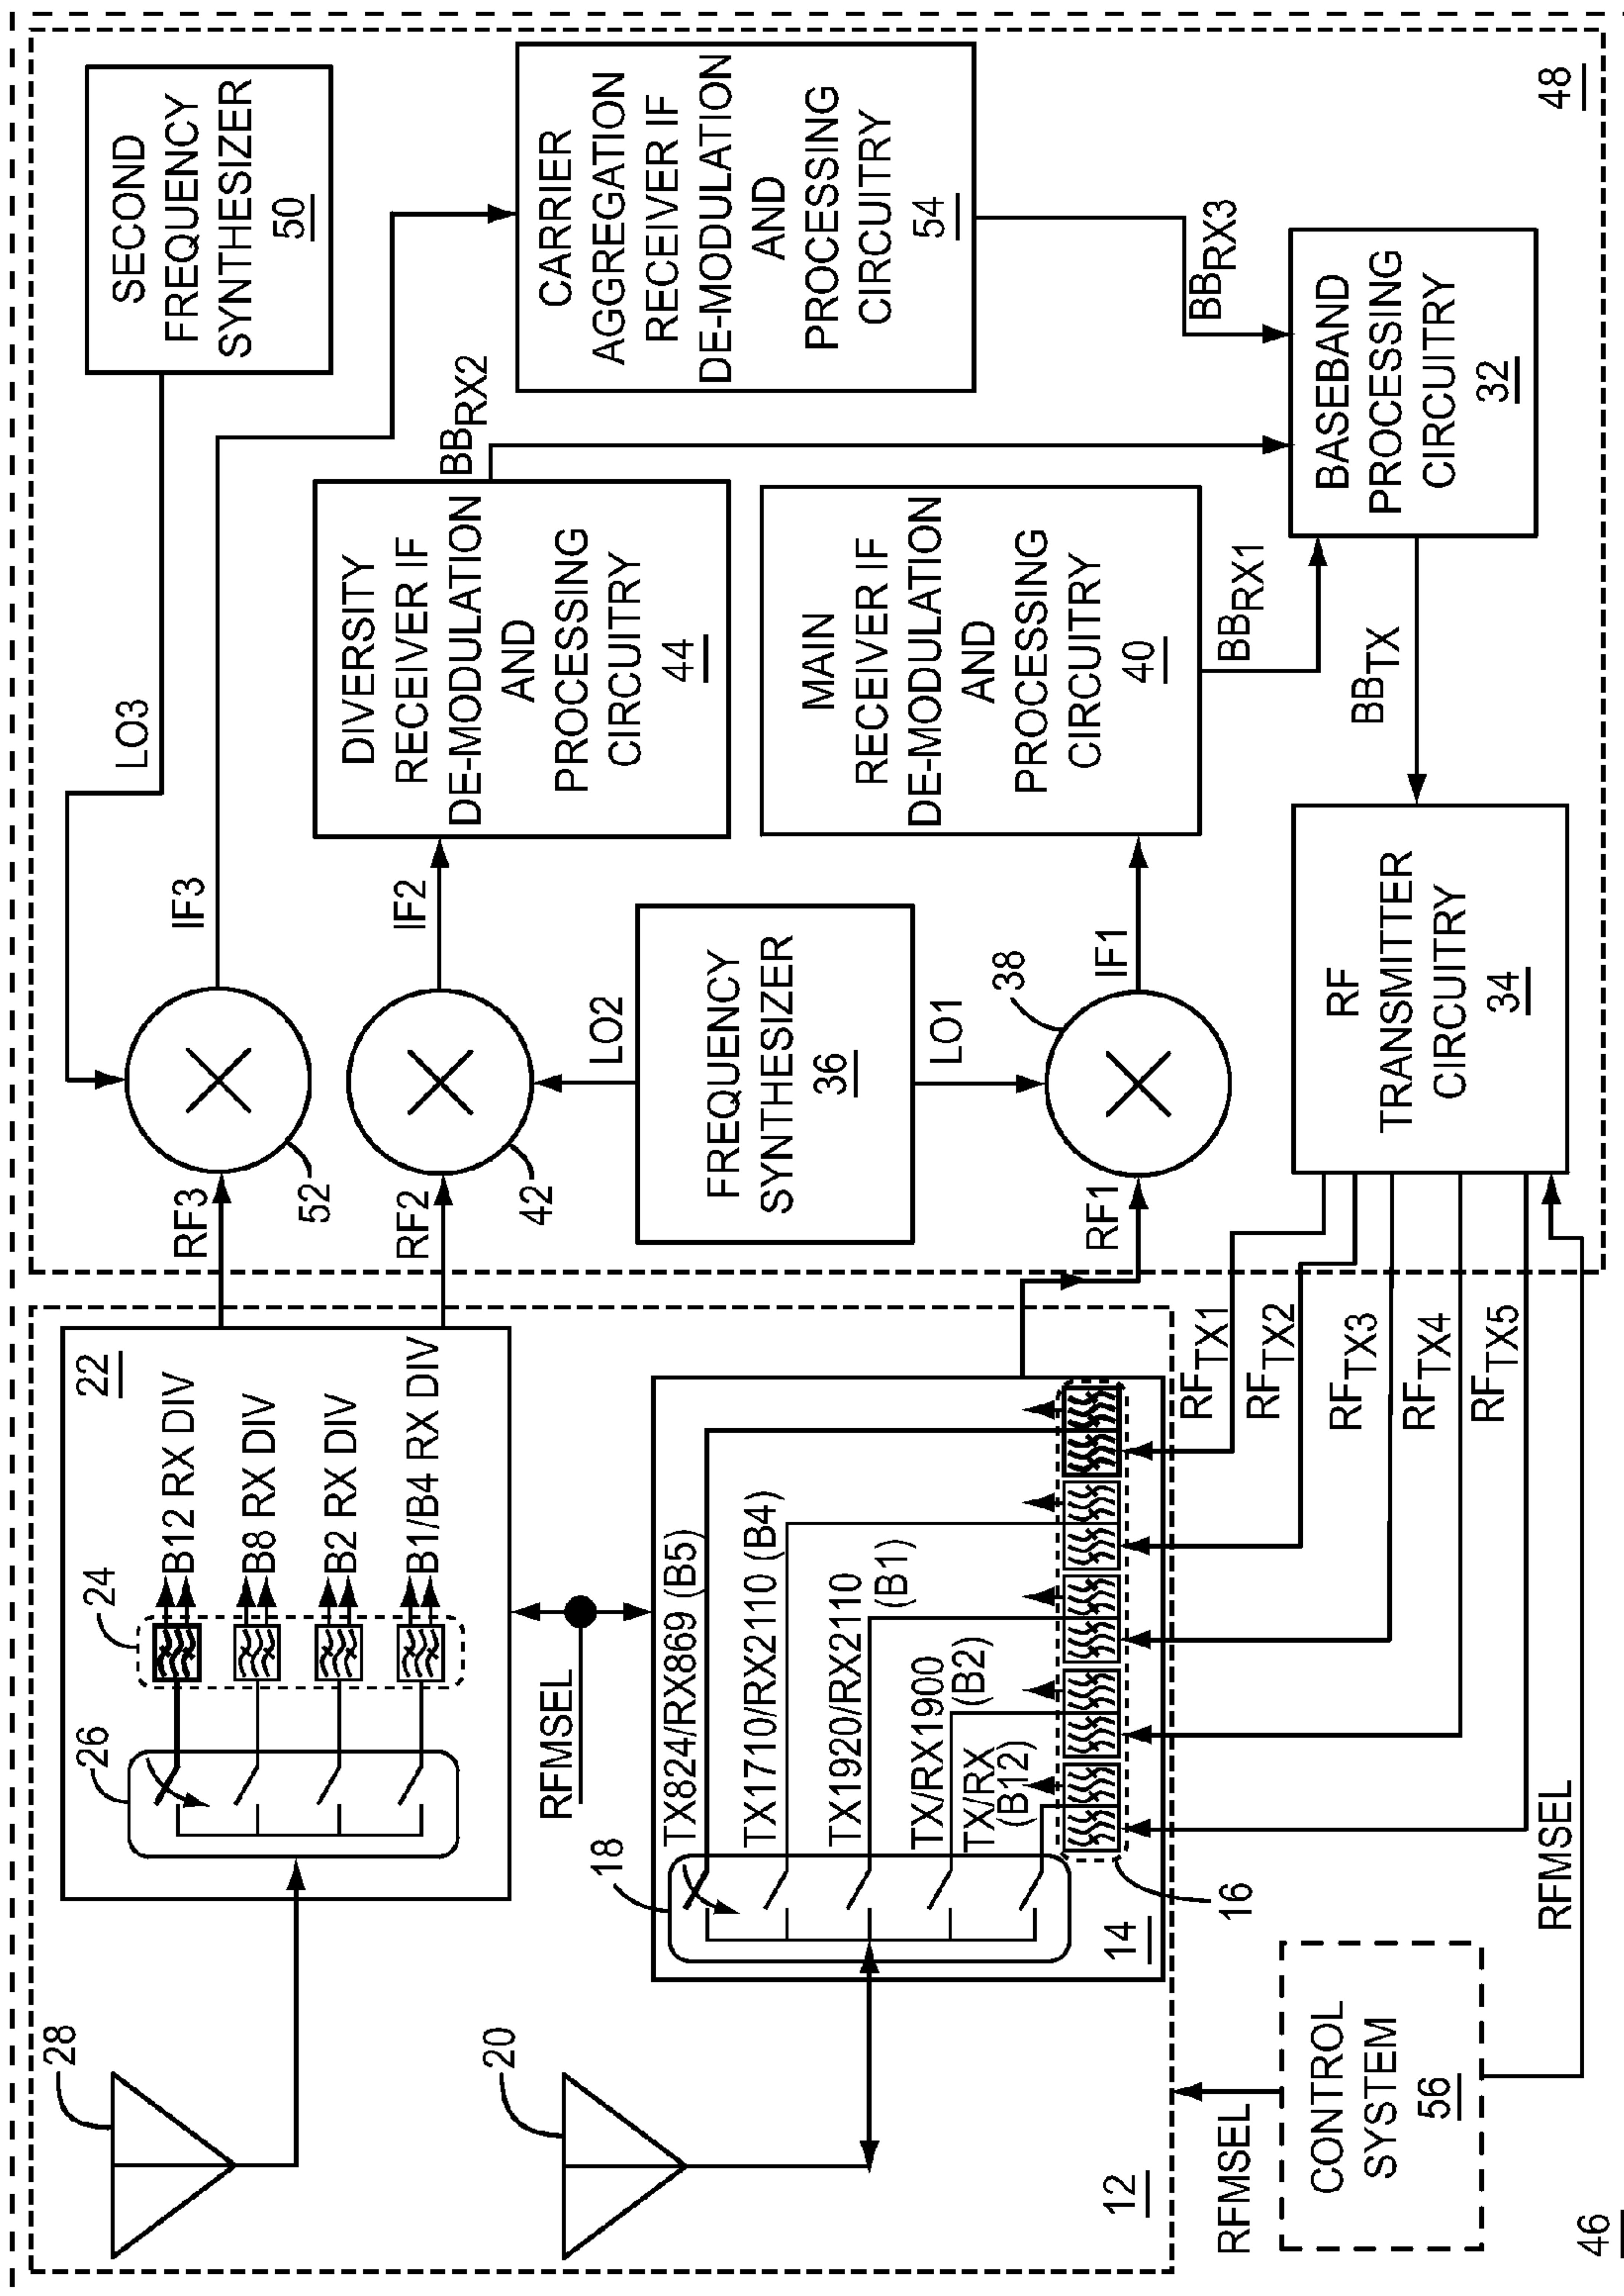 28
26
24
22
B12 RX DIV
B8 RX DIV
B2 RX DIV
B1/B4 RX DIV
RFMSEL
20
18
TX824/RX869 (B5)
TX1710/RX2110 (B4)
TX1920/RX2110
(B1)
TX/RX1900
(B2)
TX/RX
(B12)
14
16
12
RF3
52
RF2
42
LO3
IF3
IF2
LO2
FREQUENCY
SYNTHESIZER
36
LO1
38
IF1
RF1
SECOND
FREQUENCY
SYNTHESIZER
50
DIVERSITY
RECEIVER IF
DE-MODULATION
AND
PROCESSING
CIRCUITRY
44
BBRX2
CARRIER
AGGREGATION
RECEIVER IF
DE-MODULATION
AND
PROCESSING
CIRCUITRY
54
MAIN
RECEIVER IF
DE-MODULATION
AND
PROCESSING
CIRCUITRY
40
BBRX1
BBRX3
BASEBAND
PROCESSING
CIRCUITRY
32
BBTX
RF
TRANSMITTER
CIRCUITRY
34
RFTX1
RFTX2
RFTX3
RFTX4
RFTX5
RFMSEL
RFMSEL
CONTROL
SYSTEM
56
48
46